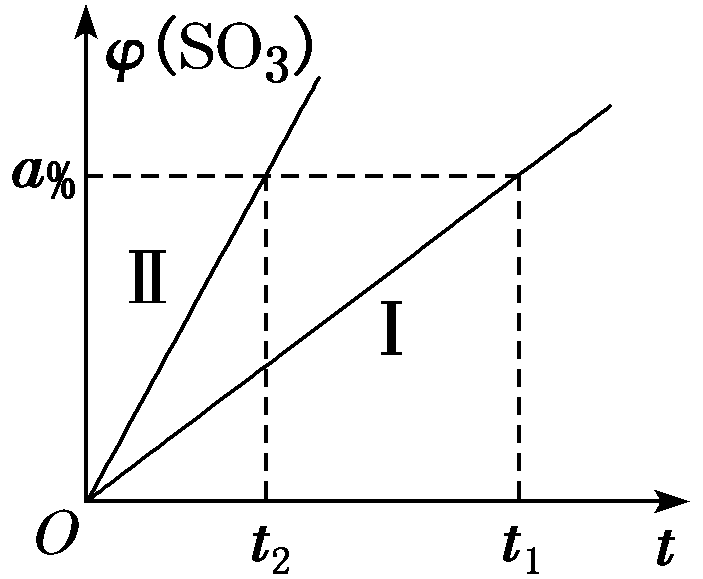 φ(SO₃)
a%
Ⅱ
Ⅰ
O t₂ t₁ t